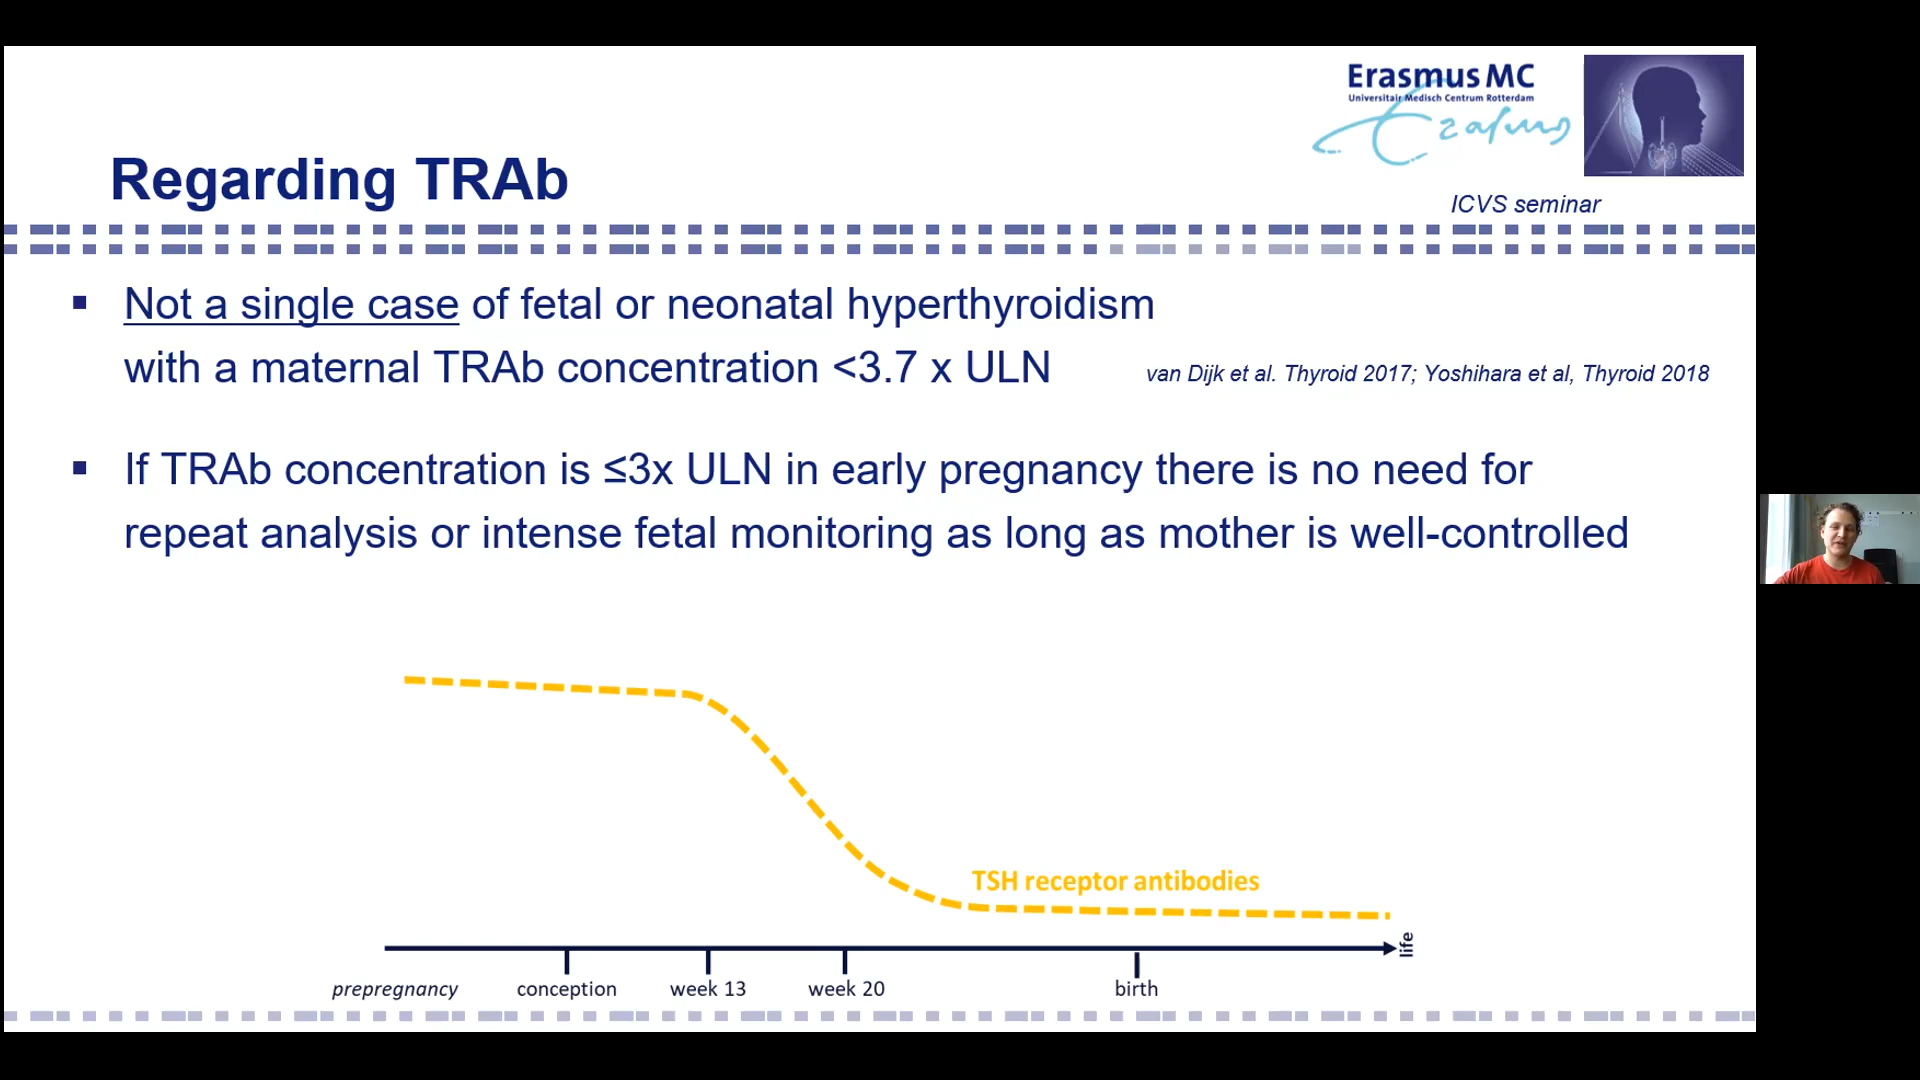 Erasmus MC
Universitair Medisch Centrum Rotterdam
Erasmus
ICVS seminar
Regarding TRAb
Not a single case of fetal or neonatal hyperthyroidism
with a maternal TRAb concentration <3.7 x ULN
van Dijk et al. Thyroid 2017; Yoshihara et al, Thyroid 2018
If TRAb concentration is ≤3x ULN in early pregnancy there is no need for
repeat analysis or intense fetal monitoring as long as mother is well-controlled
TSH receptor antibodies
life
prepregnancy conception week 13 week 20 birth